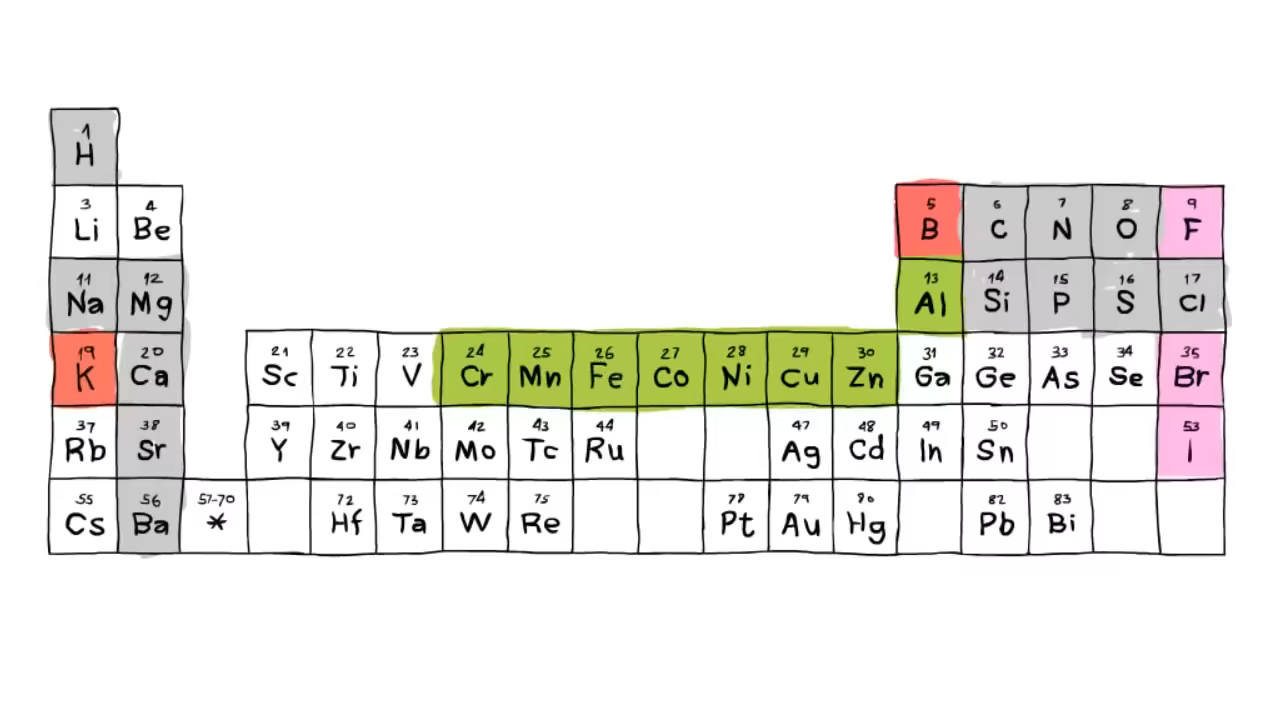 1
H
3 4 5 6 7 8 9
Li Be B C N O F
11 12 13 14 15 16 17
Na Mg Al Si P S Cl
19 20 21 22 23 24 25 26 27 28 29 30 31 32 33 34 35
K Ca Sc Ti V Cr Mn Fe Co Ni Cu Zn Ga Ge As Se Br
37 38 39 40 41 42 43 44 47 48 49 50 53
Rb Sr Y Zr Nb Mo Tc Ru Ag Cd In Sn I
55 56 57-70 72 73 74 75 78 79 80 82 83
Cs Ba * Hf Ta W Re Pt Au Hg Pb Bi